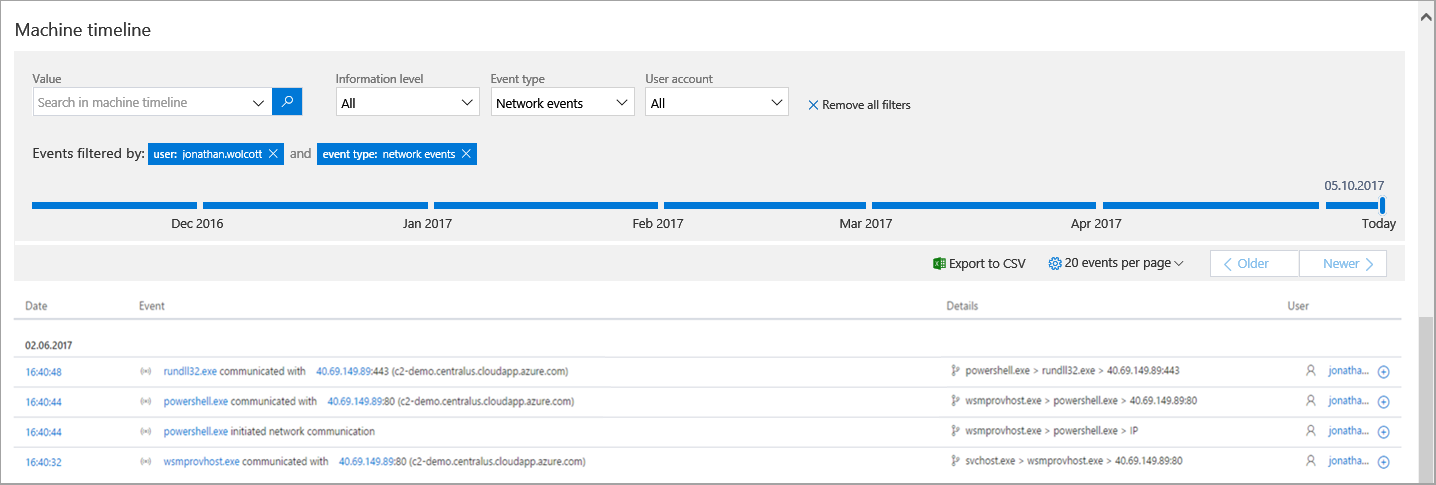 Machine timeline
Value Information level Event type User account
Search in machine timeline All Network events All Remove all filters
Events filtered by: user: jonathan.wolcott and event type: network events
05.10.2017
Dec 2016 Jan 2017 Feb 2017 Mar 2017 Apr 2017 Today
Export to CSV 20 events per page Older Newer
Date Event Details User
02.06.2017
16:40:48 rundll32.exe communicated with 40.69.149.89:443 (c2-demo.centralus.cloudapp.azure.com) powershell.exe > rundll32.exe > 40.69.149.89:443 jonatha...
16:40:44 powershell.exe communicated with 40.69.149.89:80 (c2-demo.centralus.cloudapp.azure.com) wsmprovhost.exe > powershell.exe > 40.69.149.89:80 jonatha...
16:40:44 powershell.exe initiated network communication wsmprovhost.exe > powershell.exe > IP jonatha...
16:40:32 wsmprovhost.exe communicated with 40.69.149.89:80 (c2-demo.centralus.cloudapp.azure.com) svchost.exe > wsmprovhost.exe > 40.69.149.89:80 jonatha...